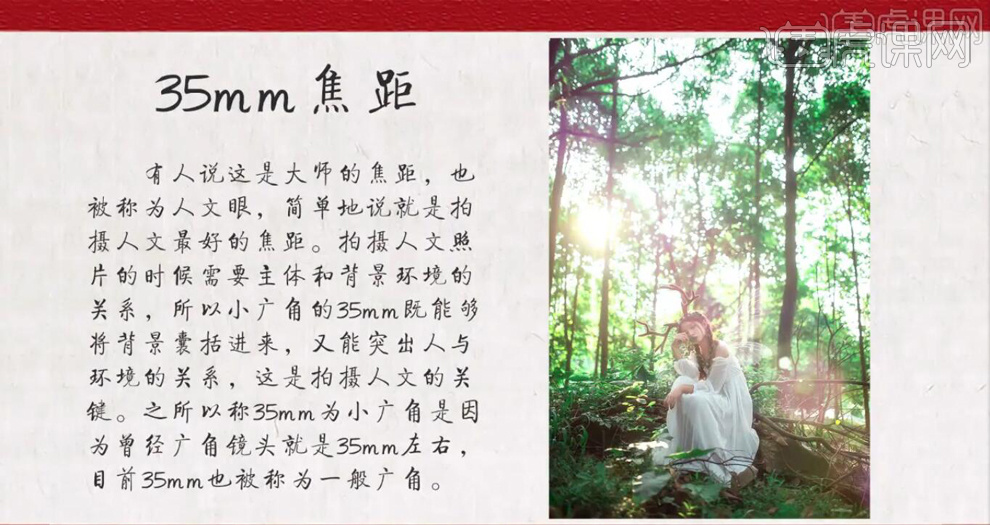 虎课网
35mm焦距
有人说这是大师的焦距，也
被称为人文眼，简单地说就是拍
摄人文最好的焦距。拍摄人文照
片的时候需要主体和背景环境的
关系，所以小广角的35mm既能够
将背景囊括进来，又能突出人与
环境的关系，这是拍摄人文的关
键。之所以称35mm为小广角是因
为曾经广角镜头就是35mm左右，
目前35mm也被称为一般广角。